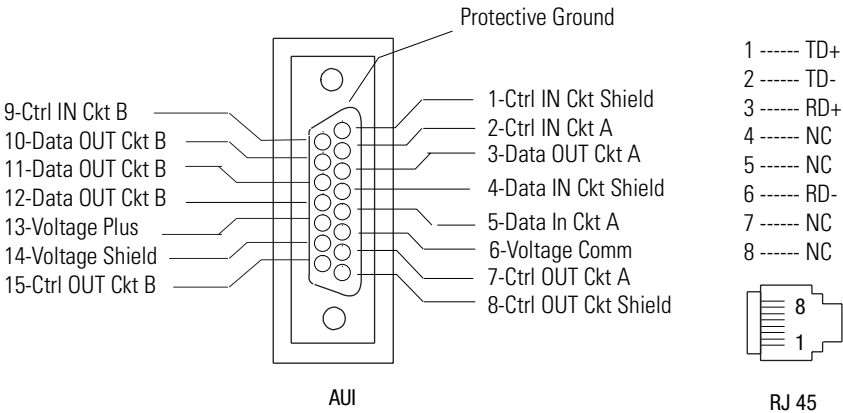 Protective Ground
9-Ctrl IN Ckt B
10-Data OUT Ckt B
11-Data OUT Ckt B
12-Data OUT Ckt B
13-Voltage Plus
14-Voltage Shield
15-Ctrl OUT Ckt B
1-Ctrl IN Ckt Shield
2-Ctrl IN Ckt A
3-Data OUT Ckt A
4-Data IN Ckt Shield
5-Data In Ckt A
6-Voltage Comm
7-Ctrl OUT Ckt A
8-Ctrl OUT Ckt Shield
AUI
1 ------ TD+
2 ------ TD-
3 ------ RD+
4 ------ NC
5 ------ NC
6 ------ RD-
7 ------ NC
8 ------ NC
8
1
RJ 45